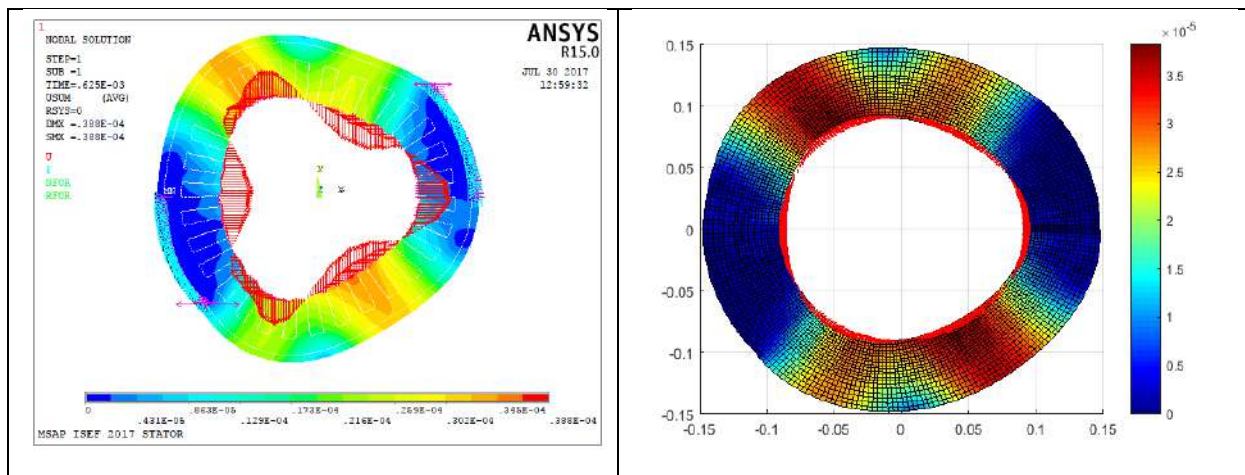 1
NODAL SOLUTION
ANSYS
R15.0
STEP=1
SUB =1
TIME=.625E-03
USUM (AVG)
RSYS=0
DMX =.388E-04
SMX =.388E-04
JUL 30 2017
12:59:32
U
F
NFOR
RFOR
MN
Y
X
0 .863E-05 .173E-04 .259E-04 .345E-04
.431E-05 .129E-04 .216E-04 .302E-04 .388E-04
MSAP ISEF 2017 STATOR
× 10-5
0.15
0.1
0.05
0
-0.05
-0.1
-0.15
-0.15 -0.1 -0.05 0 0.05 0.1 0.15
3.5
3
2.5
2
1.5
1
0.5
0